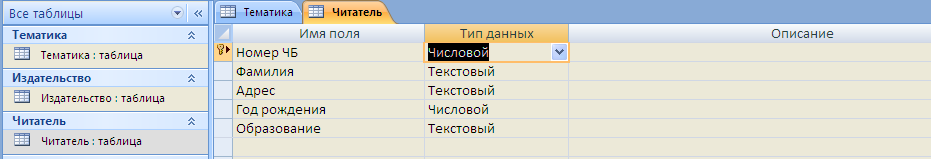 Все таблицы
Тематика
Тематика : таблица
Издательство
Издательство : таблица
Читатель
Читатель : таблица
Тематика Читатель
Имя поля Тип данных Описание
Номер ЧБ Числовой
Фамилия Текстовый
Адрес Текстовый
Год рождения Числовой
Образование Текстовый